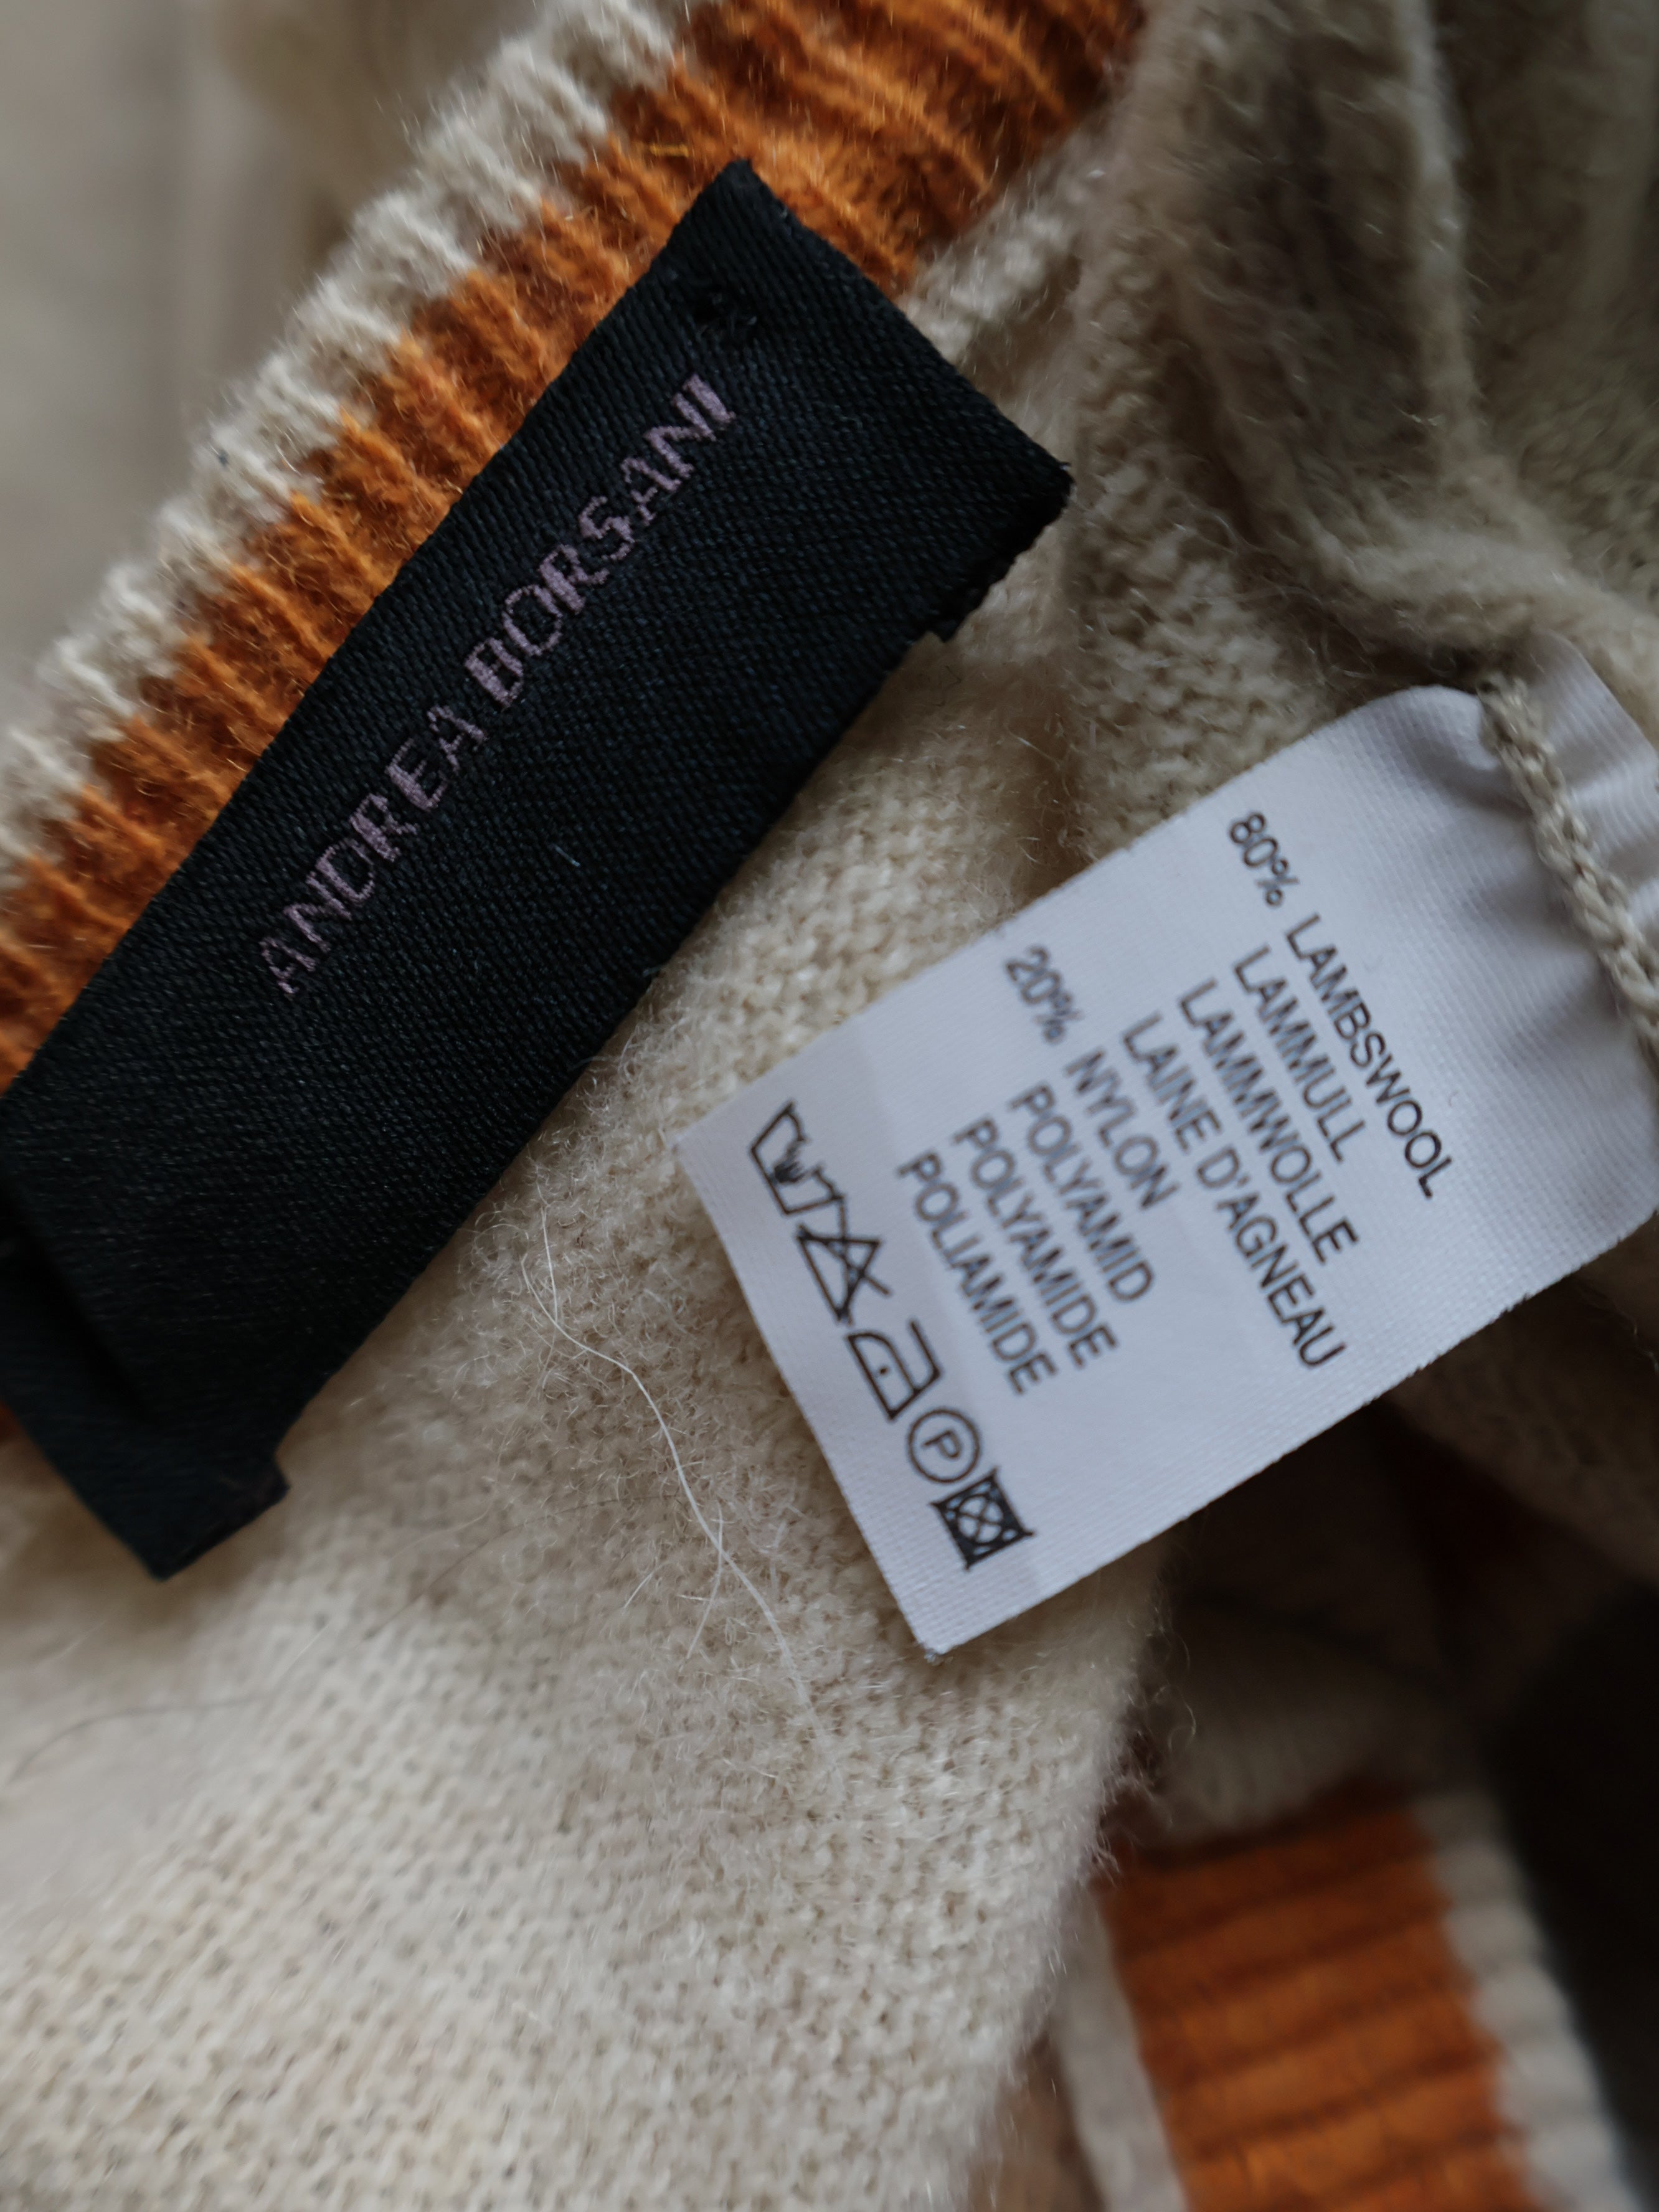 ANDREA BORSANI
80% LAMBSWOOL
LAMMULL
LAMMWOLLE
LAINE D'AGNEAU
20% NYLON
POLYAMID
POLYAMIDE
POLIAMIDE
P